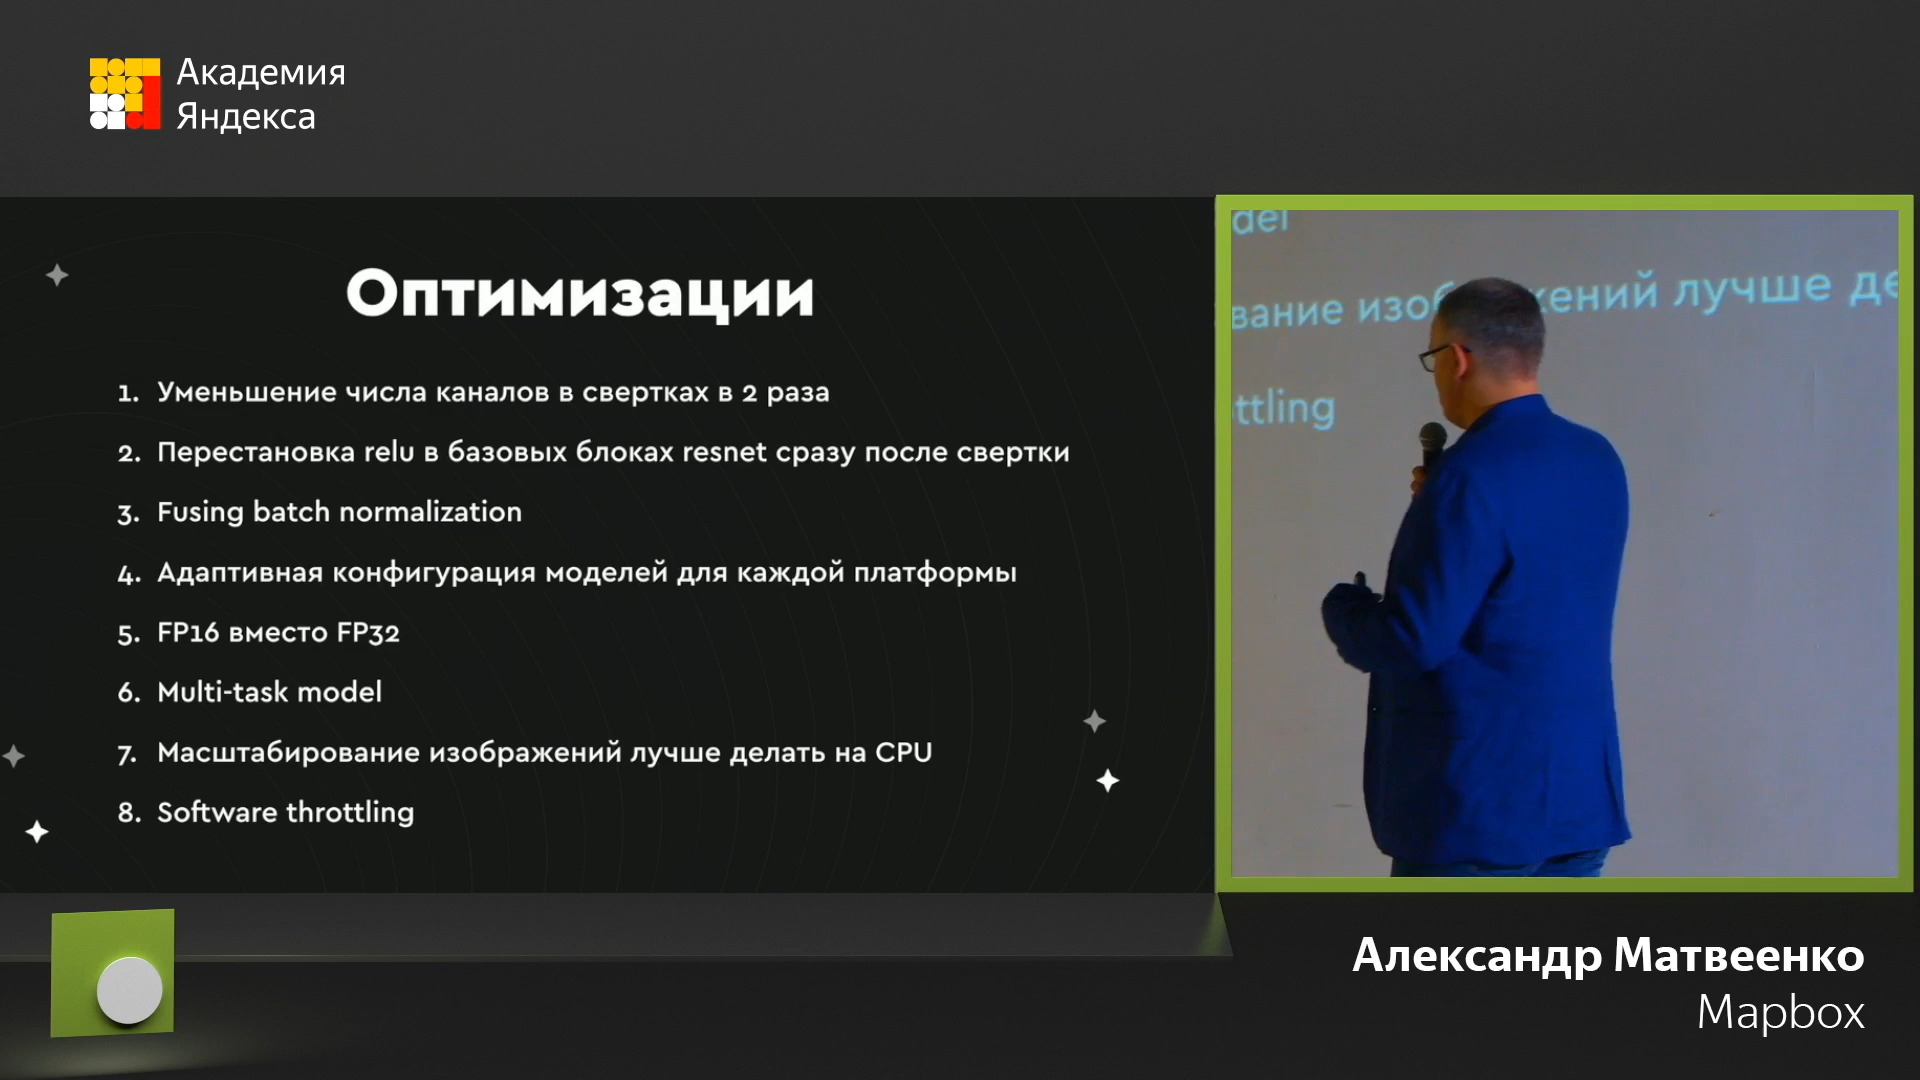 Академия
Яндекса
Оптимизации
1. Уменьшение числа каналов в свертках в 2 раза
2. Перестановка relu в базовых блоках resnet сразу после свертки
3. Fusing batch normalization
4. Адаптивная конфигурация моделей для каждой платформы
5. FP16 вместо FP32
6. Multi-task model
7. Масштабирование изображений лучше делать на CPU
8. Software throttling
del
вание изоб жений лучше де
ttling
Александр Матвеенко
Mapbox